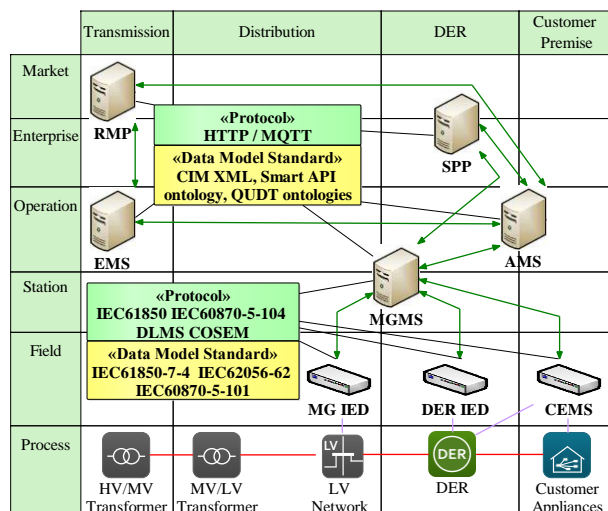 Transmission
Distribution
DER
Customer
Premise
Market
RMP
SPP
«Protocol»
HTTP / MQTT
Enterprise
«Data Model Standard»
CIM XML, Smart API
ontology, QUDT ontologies
Operation
EMS
AMS
MGMS
Station
«Protocol»
IEC61850 IEC60870-5-104
DLMS COSEM
Field
«Data Model Standard»
IEC61850-7-4 IEC62056-62
IEC60870-5-101
MG IED
DER IED
CEMS
Process
LV
DER
HV/MV
Transformer
MV/LV
Transformer
LV
Network
DER
Customer
Appliances